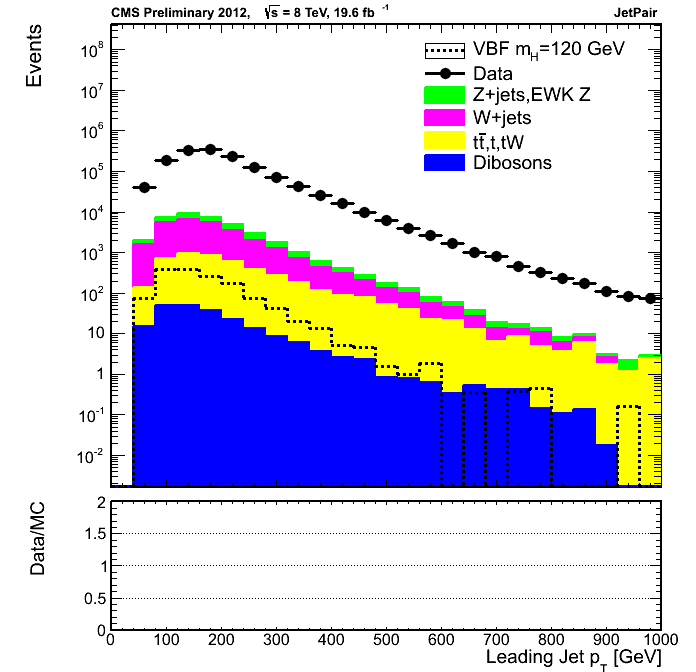 CMS Preliminary 2012, √s = 8 TeV, 19.6 fb⁻¹ JetPair
Events
10⁸
10⁷
10⁶
10⁵
10⁴
10³
10²
10
1
10⁻¹
10⁻²
VBF m_H=120 GeV
Data
Z+jets,EWK Z
W+jets
tt̄,t,tW
Dibosons
Data/MC
2
1.5
1
0.5
0
0 100 200 300 400 500 600 700 800 900 1000
Leading Jet p_T [GeV]